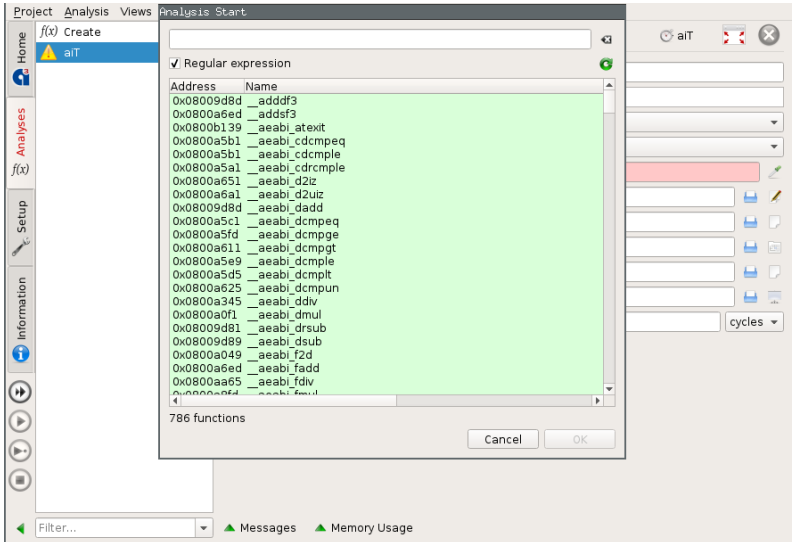 Project Analysis Views
Analysis Start
Home
Analyses
f(x)
Setup
Information
f(x) Create
aiT
aiT
Regular expression
Address Name
0x08009d8d __adddf3
0x0800a6ed __addsf3
0x0800b139 __aeabi_atexit
0x0800a5b1 __aeabi_cdcmpeq
0x0800a5b1 __aeabi_cdcmple
0x0800a5a1 __aeabi_cdrcmple
0x0800a651 __aeabi_d2iz
0x0800a6a1 __aeabi_d2uiz
0x08009d8d __aeabi_dadd
0x0800a5c1 __aeabi_dcmpeq
0x0800a5fd __aeabi_dcmpge
0x0800a611 __aeabi_dcmpgt
0x0800a5e9 __aeabi_dcmple
0x0800a5d5 __aeabi_dcmplt
0x0800a625 __aeabi_dcmpun
0x0800a345 __aeabi_ddiv
0x0800a0f1 __aeabi_dmul
0x08009d81 __aeabi_drsub
0x08009d89 __aeabi_dsub
0x0800a049 __aeabi_f2d
0x0800a6ed __aeabi_fadd
0x0800aa65 __aeabi_fdiv
0x0800a8fd __aeabi_fmul
786 functions
Cancel OK
cycles
Filter...
Messages Memory Usage